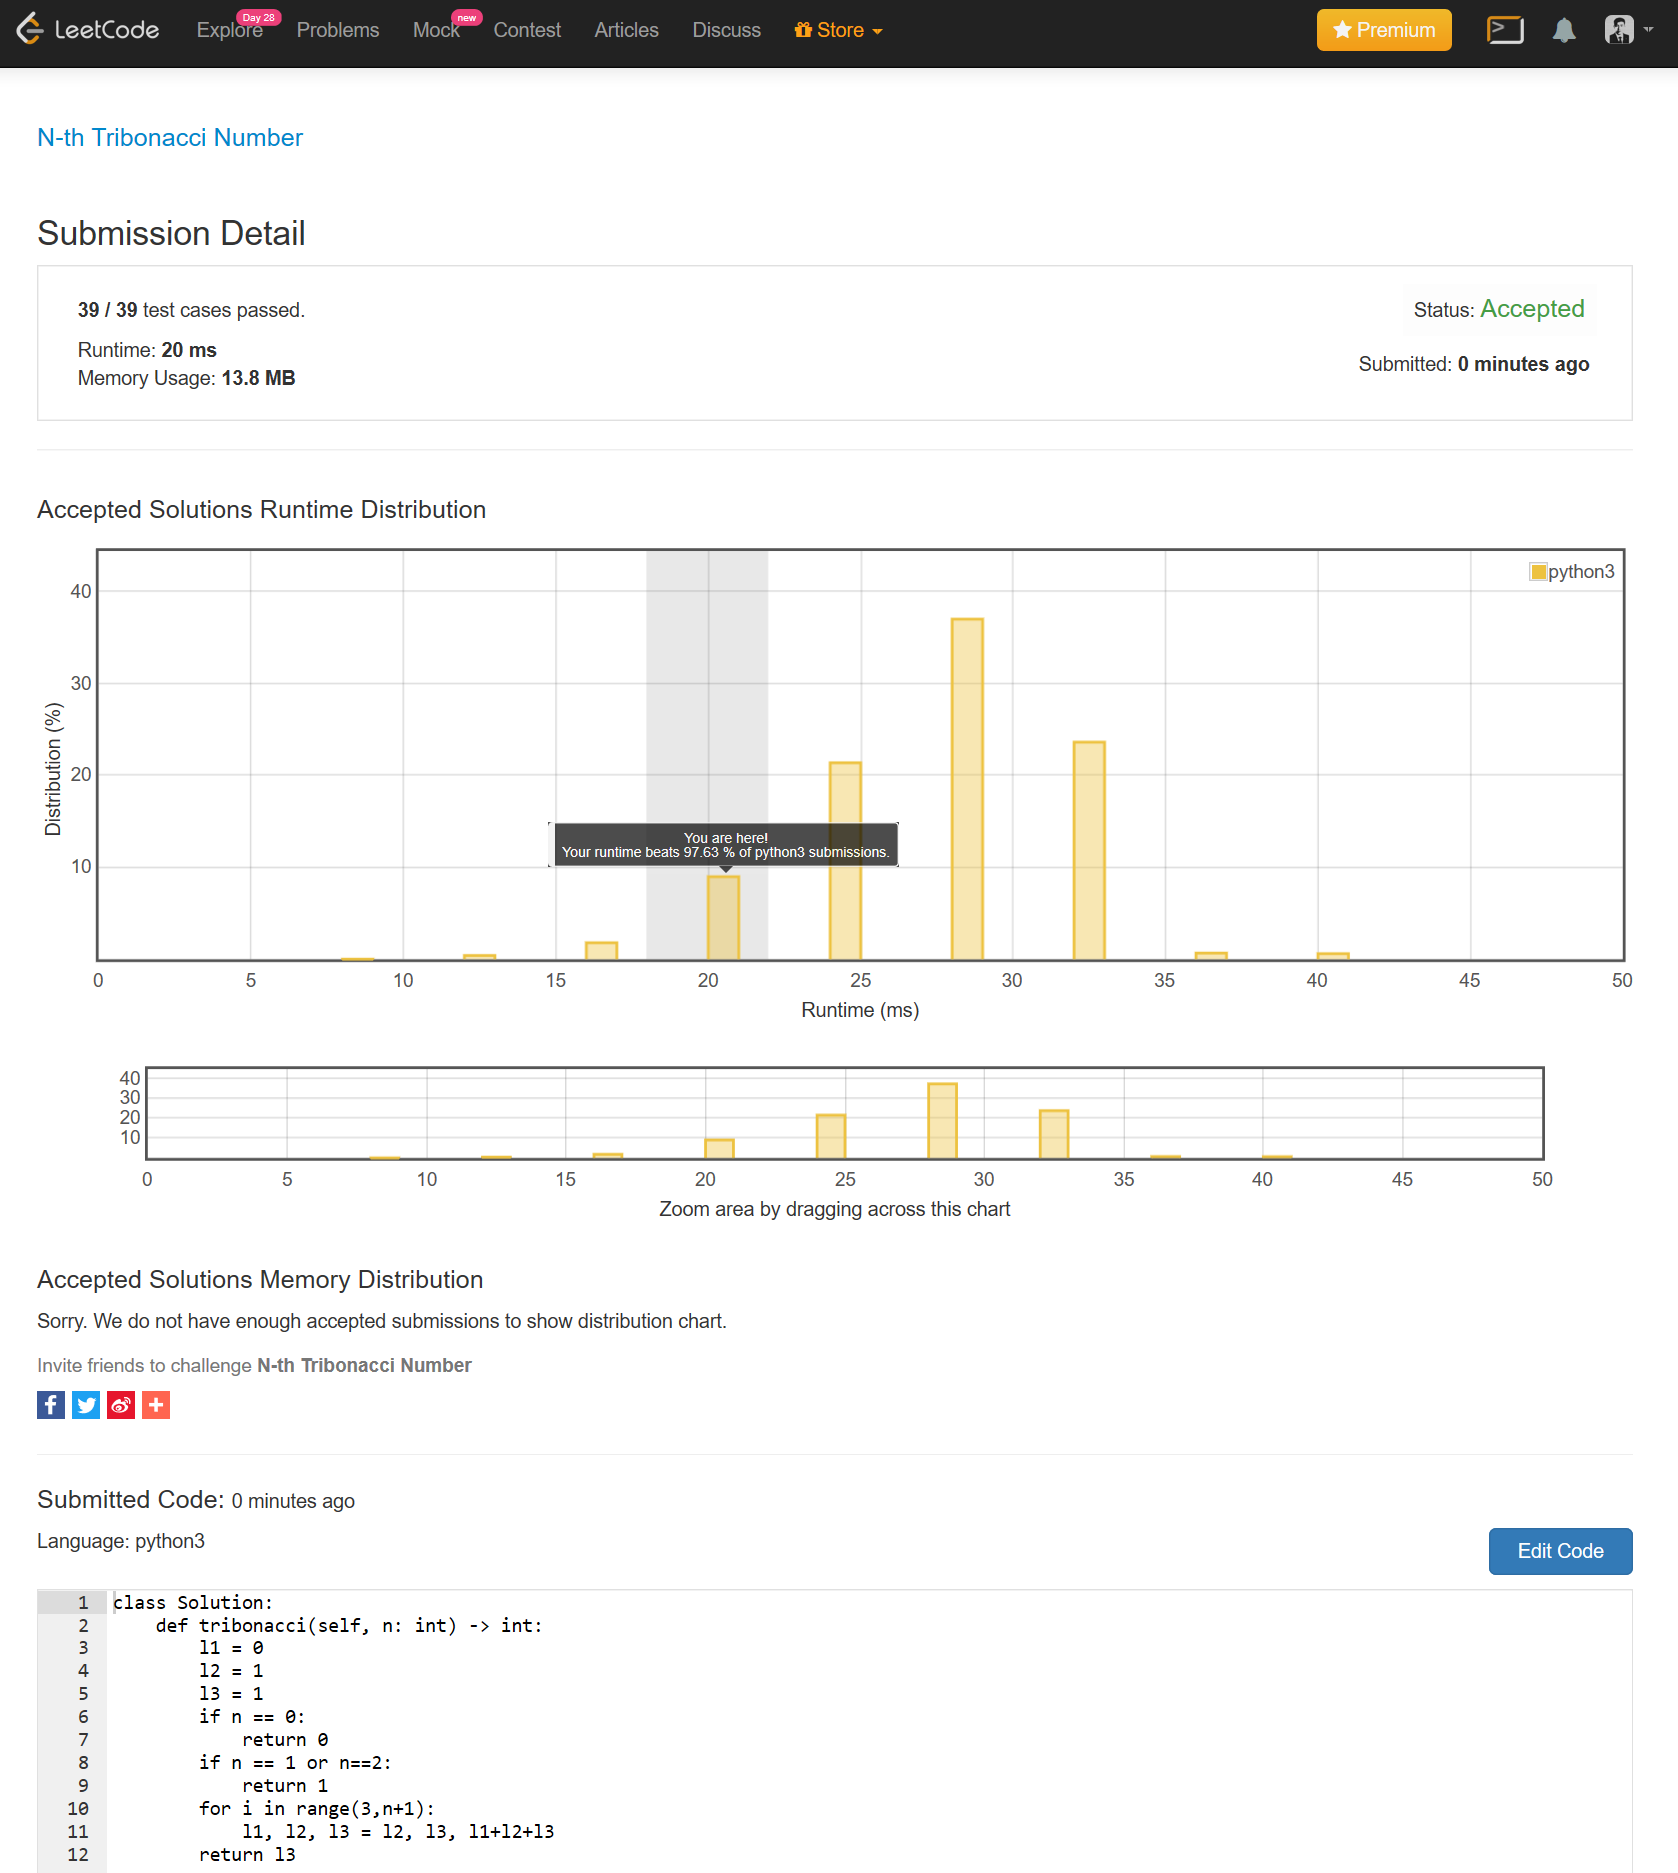 LeetCode
Explore Day 28 Problems Mock new Contest Articles Discuss Store Premium
N-th Tribonacci Number
Submission Detail
39 / 39 test cases passed.
Status: Accepted
Runtime: 20 ms
Submitted: 0 minutes ago
Memory Usage: 13.8 MB
Accepted Solutions Runtime Distribution
python3
40
30
20
10
Distribution (%)
You are here!
Your runtime beats 97.63 % of python3 submissions.
0 5 10 15 20 25 30 35 40 45 50
Runtime (ms)
40
30
20
10
0 5 10 15 20 25 30 35 40 45 50
Zoom area by dragging across this chart
Accepted Solutions Memory Distribution
Sorry. We do not have enough accepted submissions to show distribution chart.
Invite friends to challenge N-th Tribonacci Number
Submitted Code: 0 minutes ago
Language: python3
Edit Code
1 class Solution:
2     def tribonacci(self, n: int) -> int:
3         l1 = 0
4         l2 = 1
5         l3 = 1
6         if n == 0:
7             return 0
8         if n == 1 or n==2:
9             return 1
10         for i in range(3,n+1):
11             l1, l2, l3 = l2, l3, l1+l2+l3
12         return l3